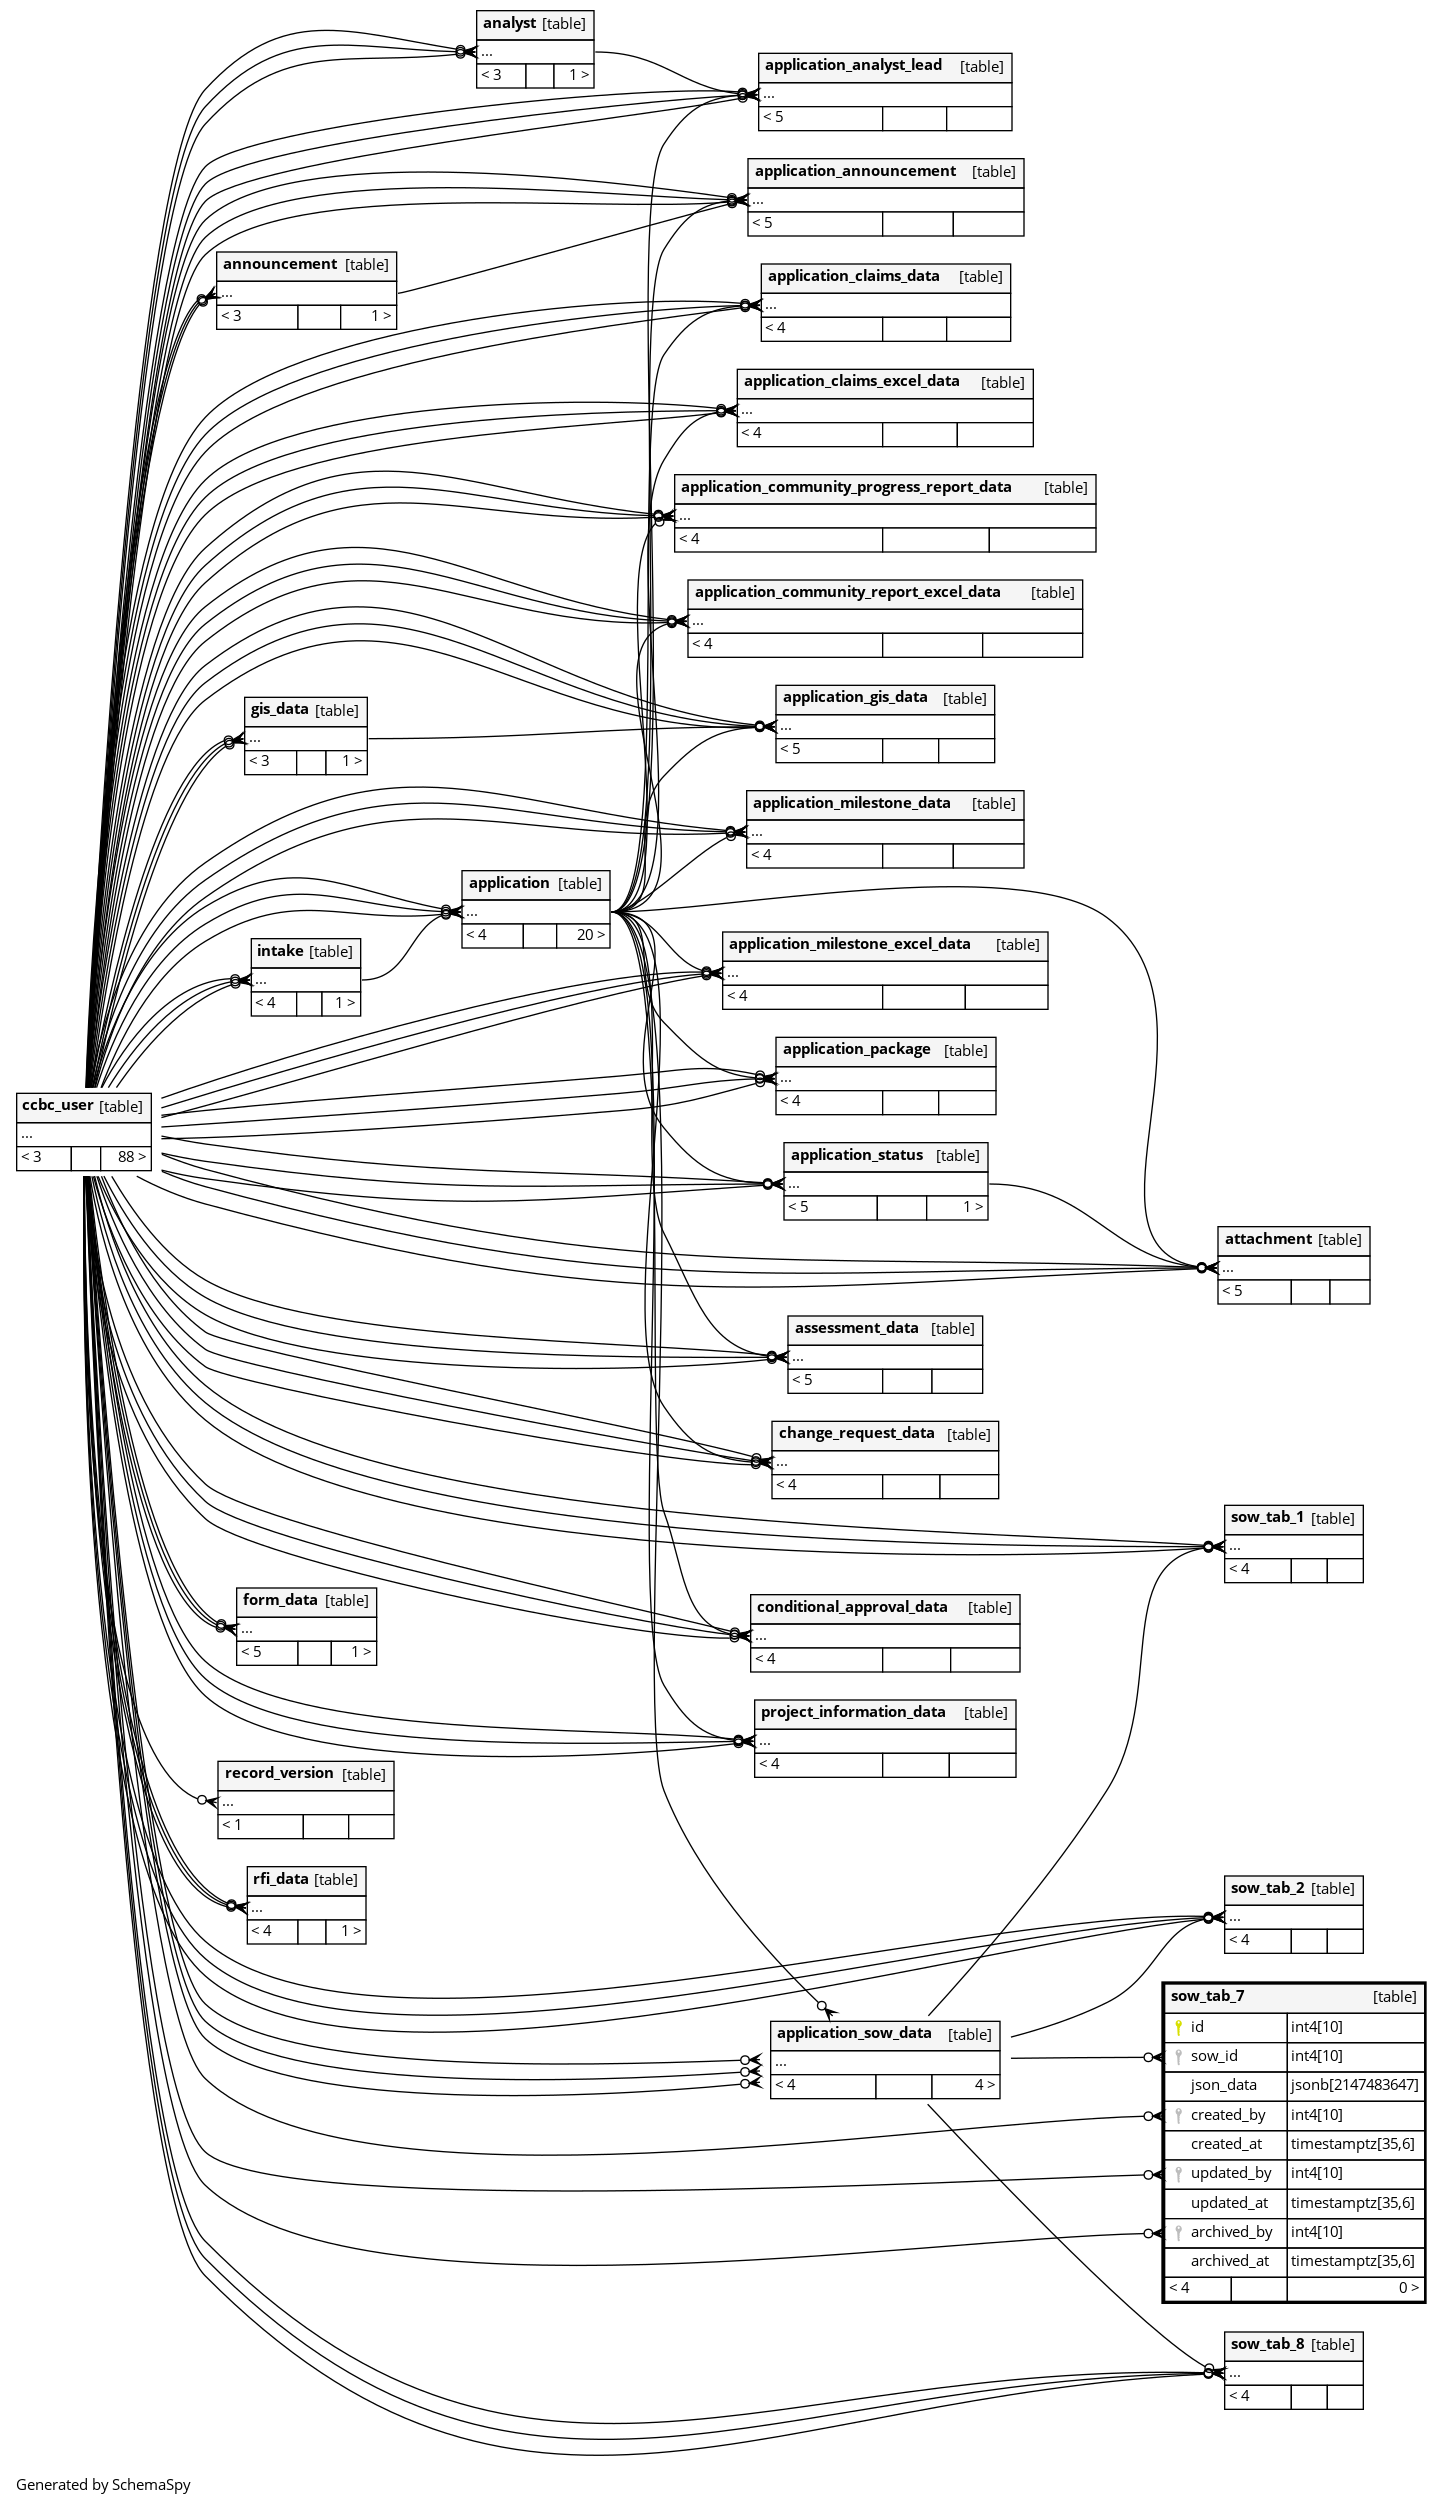 analyst [table]
...
< 3 1 >
application_analyst_lead [table]
...
< 5
application_announcement [table]
...
< 5
announcement [table]
...
< 3 1 >
application_claims_data [table]
...
< 4
application_claims_excel_data [table]
...
< 4
application_community_progress_report_data [table]
...
< 4
application_community_report_excel_data [table]
...
< 4
application_gis_data [table]
...
< 5
gis_data [table]
...
< 3 1 >
application_milestone_data [table]
...
< 4
application [table]
...
< 4 20 >
application_milestone_excel_data [table]
...
< 4
intake [table]
...
< 4 1 >
application_package [table]
...
< 4
ccbc_user [table]
...
< 3 88 >
application_status [table]
...
< 5 1 >
attachment [table]
...
< 5
assessment_data [table]
...
< 5
change_request_data [table]
...
< 4
sow_tab_1 [table]
...
< 4
form_data [table]
...
< 5 1 >
conditional_approval_data [table]
...
< 4
project_information_data [table]
...
< 4
record_version [table]
...
< 1
rfi_data [table]
...
< 4 1 >
sow_tab_2 [table]
...
< 4
application_sow_data [table]
...
< 4 4 >
sow_tab_7 [table]
id int4[10]
sow_id int4[10]
json_data jsonb[2147483647]
created_by int4[10]
created_at timestamptz[35,6]
updated_by int4[10]
updated_at timestamptz[35,6]
archived_by int4[10]
archived_at timestamptz[35,6]
< 4 0 >
sow_tab_8 [table]
...
< 4
Generated by SchemaSpy